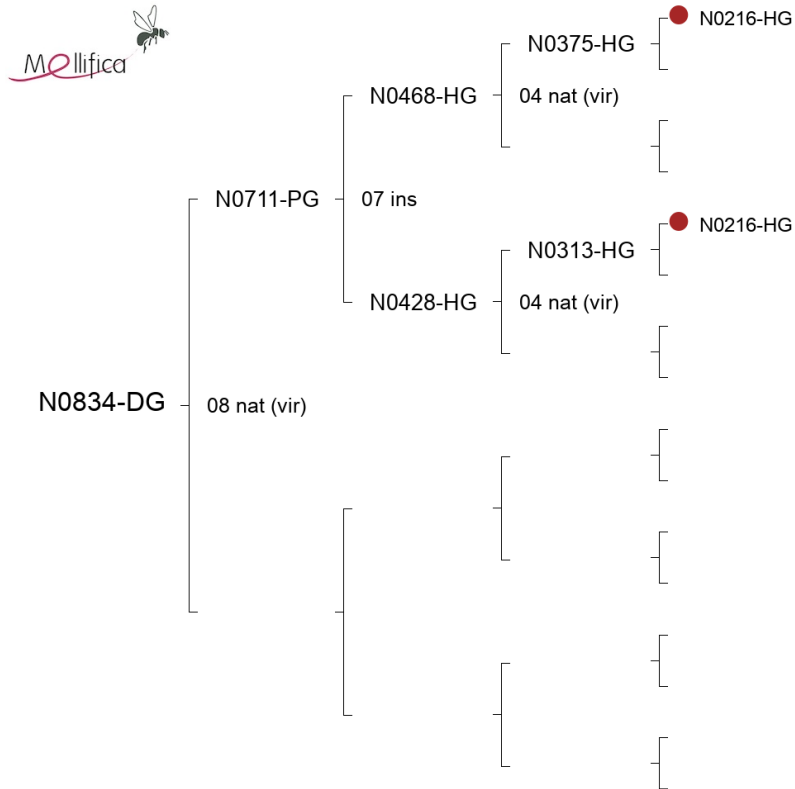 Mellifica
N0216-HG
N0375-HG
N0468-HG
04 nat (vir)
N0711-PG
07 ins
N0216-HG
N0313-HG
N0428-HG
04 nat (vir)
N0834-DG
08 nat (vir)